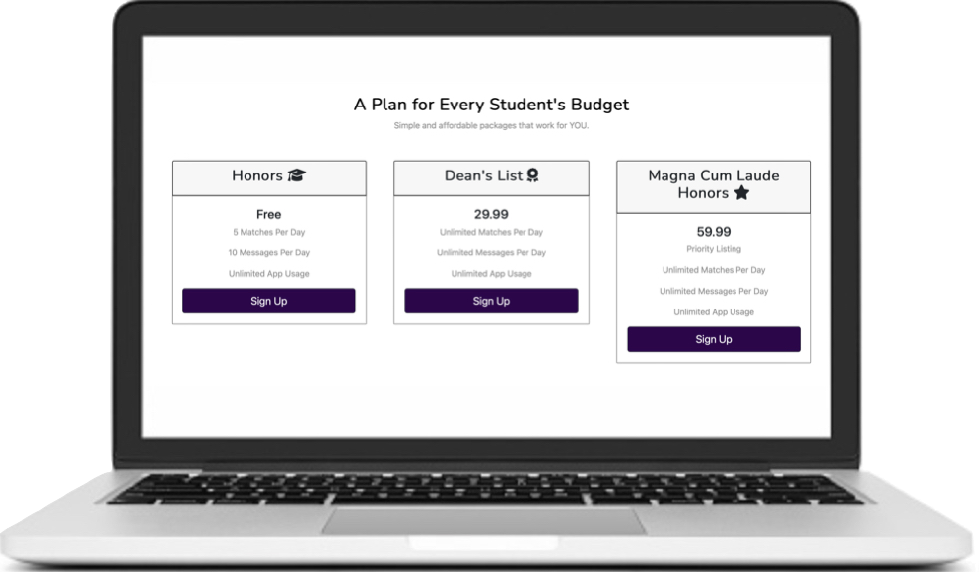 A Plan for Every Student's Budget
Simple and affordable packages that work for YOU.
Honors
Free
5 Matches Per Day
10 Messages Per Day
Unlimited App Usage
Sign Up
Dean's List
29.99
Unlimited Matches Per Day
Unlimited Messages Per Day
Unlimited App Usage
Sign Up
Magna Cum Laude
Honors
59.99
Priority Listing
Unlimited Matches Per Day
Unlimited Messages Per Day
Unlimited App Usage
Sign Up